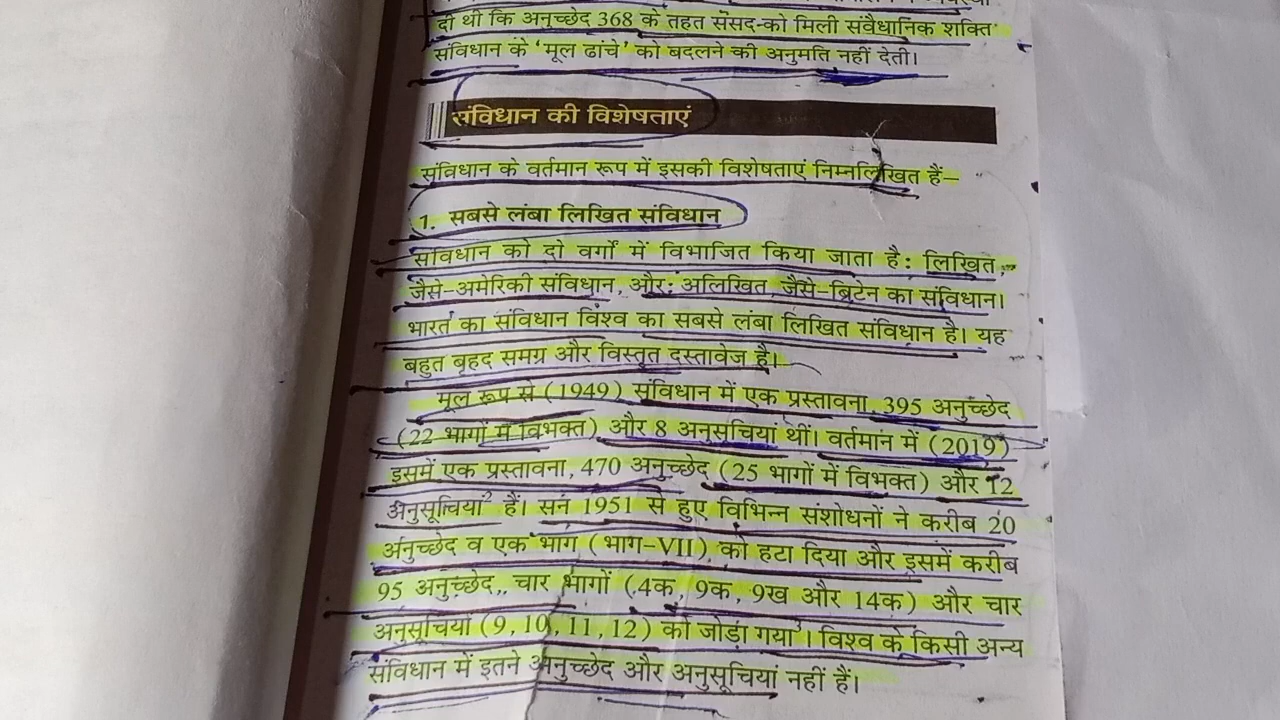 दी थी कि अनुच्छेद 368 के तहत संसद-को मिली संवैधानिक शक्ति
संविधान के 'मूल ढांचे' को बदलने की अनुमति नहीं देती।
संविधान की विशेषताएं
संविधान के वर्तमान रूप में इसकी विशेषताएं निम्नलिखित हैं–
1. सबसे लंबा लिखित संविधान
संविधान को दो वर्गों में विभाजित किया जाता है: लिखित,
जैसे–अमेरिकी संविधान, और; अलिखित, जैसे–ब्रिटेन का संविधान।
भारत का संविधान विश्व का सबसे लंबा लिखित संविधान है। यह
बहुत बृहद समग्र और विस्तृत दस्तावेज है।
मूल रूप से (1949) संविधान में एक प्रस्तावना, 395 अनुच्छेद
(22 भागों में विभक्त) और 8 अनुसूचियां थीं। वर्तमान में (2019)
इसमें एक प्रस्तावना, 470 अनुच्छेद (25 भागों में विभक्त) और 12
अनुसूचियां² हैं। सन 1951 से हुए विभिन्न संशोधनों ने करीब 20
अनुच्छेद व एक भाग (भाग–VII) को हटा दिया और इसमें करीब
95 अनुच्छेद, चार भागों (4क, 9क, 9ख और 14क) और चार
अनुसूचियों (9, 10, 11, 12) को जोड़ा गया³। विश्व के किसी अन्य
संविधान में इतने अनुच्छेद और अनुसूचियां नहीं हैं।